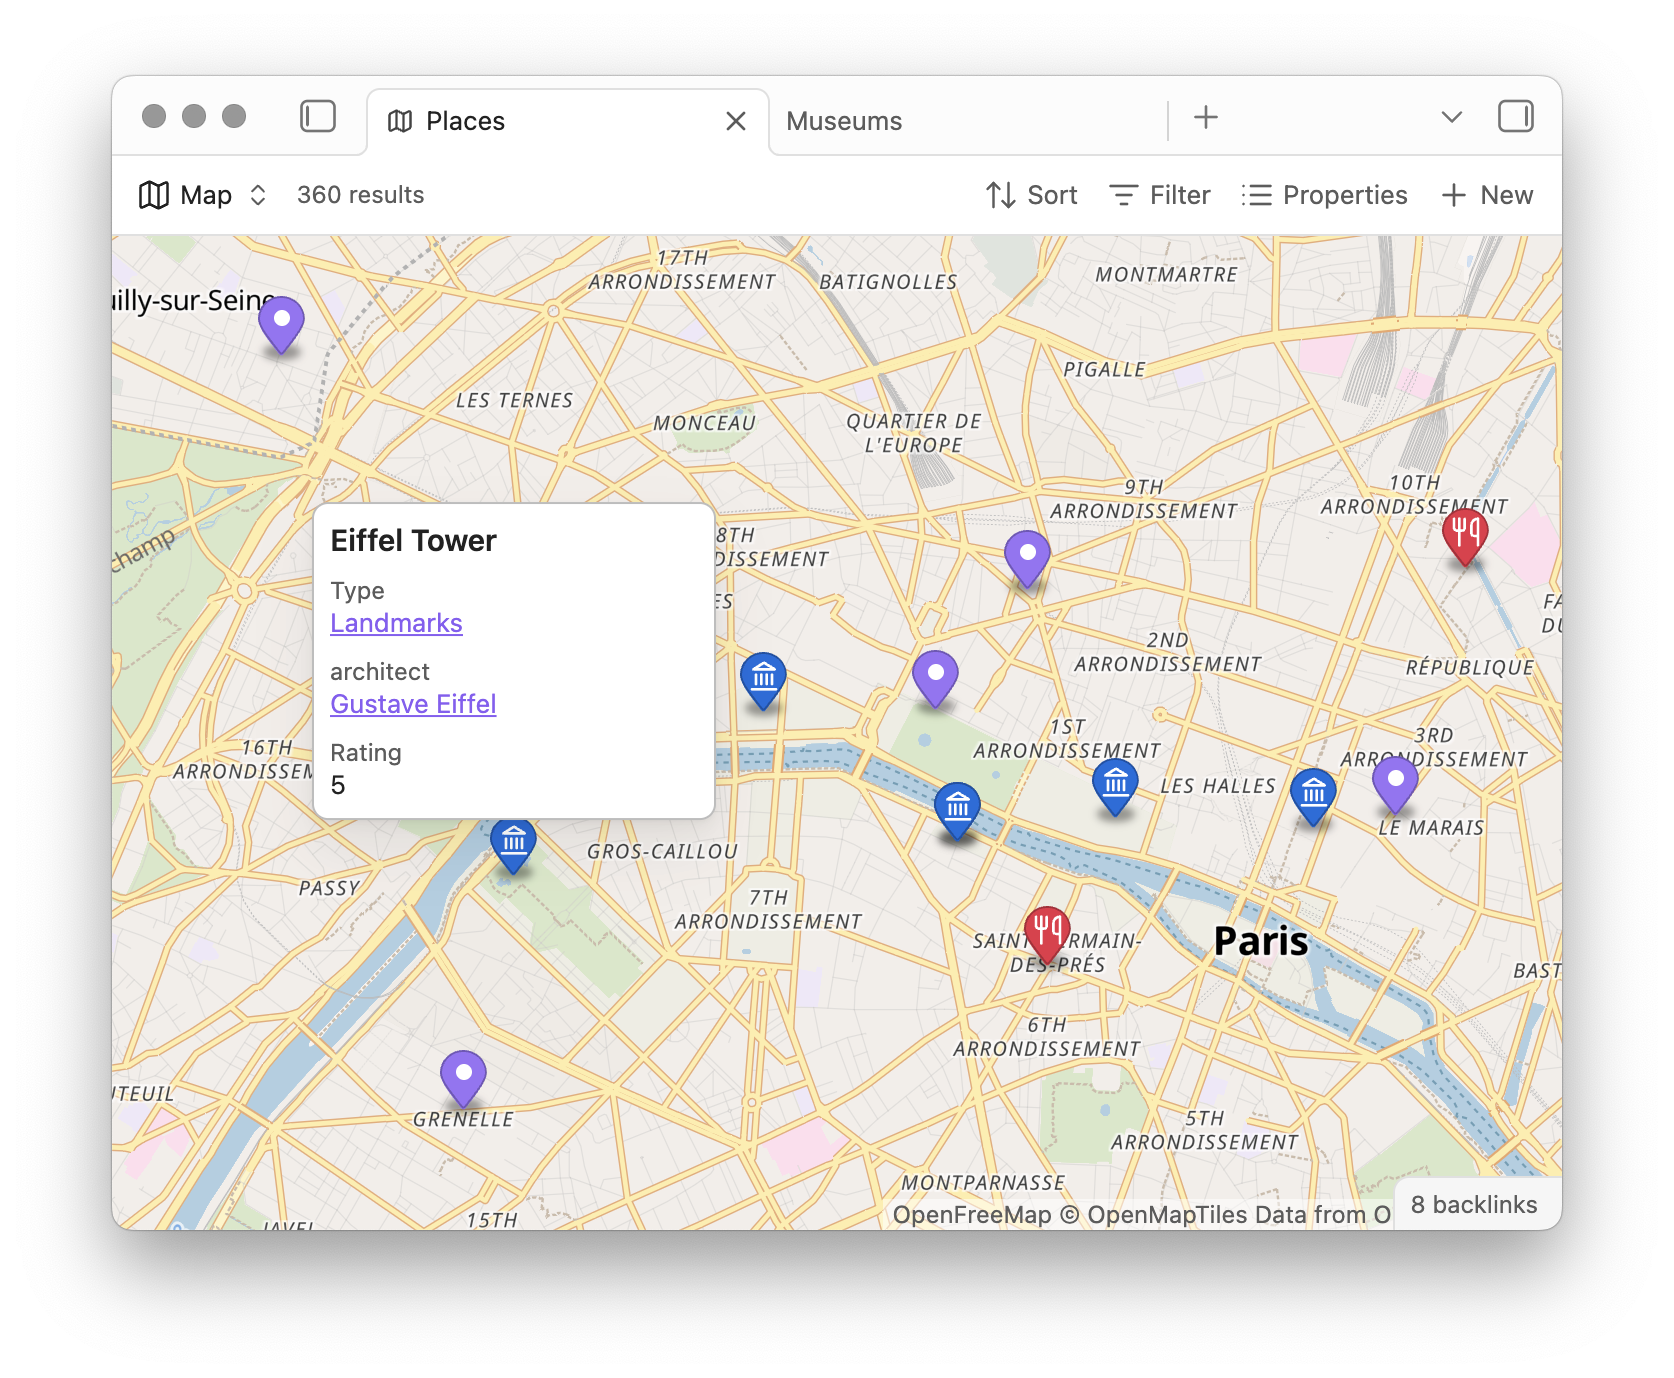 Places
Museums
Map
360 results
Sort
Filter
Properties
New
17TH
ARRONDISSEMENT
BATIGNOLLES
MONTMARTRE
uilly-sur-Seine
PIGALLE
LES TERNES
MONCEAU
QUARTIER DE
L'EUROPE
9TH
ARRONDISSEMENT
10TH
ARRONDISSEMENT
champ
8TH
DISSEMENT
ES
Eiffel Tower
Type
Landmarks
architect
Gustave Eiffel
Rating
5
FA
DU
2ND
ARRONDISSEMENT
RÉPUBLIQUE
16TH
ARRONDISSEM
1ST
ARRONDISSEMENT
3RD
ARRONDISSEMENT
LES HALLES
LE MARAIS
GROS-CAILLOU
PASSY
7TH
ARRONDISSEMENT
SAINT-GERMAIN-
DES-PRÉS
Paris
BAST
6TH
ARRONDISSEMENT
UTEUIL
GRENELLE
5TH
ARRONDISSEMENT
MONTPARNASSE
15TH
JAVEL
OpenFreeMap © OpenMapTiles Data from O
8 backlinks